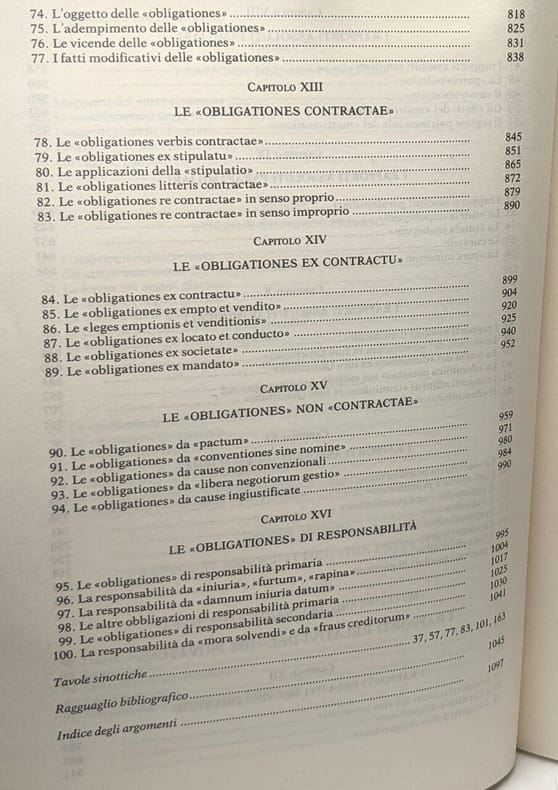 74. L'oggetto delle «obligationes» ........ 818
75. L'adempimento delle «obligationes» ........ 825
76. Le vicende delle «obligationes» ........ 831
77. I fatti modificativi delle «obligationes» ........ 838
CAPITOLO XIII
LE «OBLIGATIONES CONTRACTAE»
78. Le «obligationes verbis contractae» ........ 845
79. Le «obligationes ex stipulatu» ........ 851
80. Le applicazioni della «stipulatio» ........ 865
81. Le «obligationes litteris contractae» ........ 872
82. Le «obligationes re contractae» in senso proprio ........ 879
83. Le «obligationes re contractae» in senso improprio ........ 890
CAPITOLO XIV
LE «OBLIGATIONES EX CONTRACTU»
84. Le «obligationes ex contractu» ........ 899
85. Le «obligationes ex empto et vendito» ........ 904
86. Le «leges emptionis et venditionis» ........ 920
87. Le «obligationes ex locato et conducto» ........ 925
88. Le «obligationes ex societate» ........ 940
89. Le «obligationes ex mandato» ........ 952
CAPITOLO XV
LE «OBLIGATIONES» NON «CONTRACTAE»
90. Le «obligationes» da «pactum» ........ 959
91. Le «obligationes» da «conventiones sine nomine» ........ 971
92. Le «obligationes» da cause non convenzionali ........ 980
93. Le «obligationes» da «libera negotiorum gestio» ........ 984
94. Le «obligationes» da cause ingiustificate ........ 990
CAPITOLO XVI
LE «OBLIGATIONES» DI RESPONSABILITÀ
95. Le «obligationes» di responsabilità primaria ........ 995
96. La responsabilità da «iniuria», «furtum», «rapina» ........ 1004
97. La responsabilità da «damnum iniuria datum» ........ 1017
98. Le altre obbligazioni di responsabilità primaria ........ 1025
99. Le «obligationes» di responsabilità secondaria ........ 1030
100. La responsabilità da «mora solvendi» e da «fraus creditorum» ........ 1041
Tavole sinottiche ........ 37, 57, 77, 83, 101, 163
Ragguaglio bibliografico ........ 1045
Indice degli argomenti ........ 1097